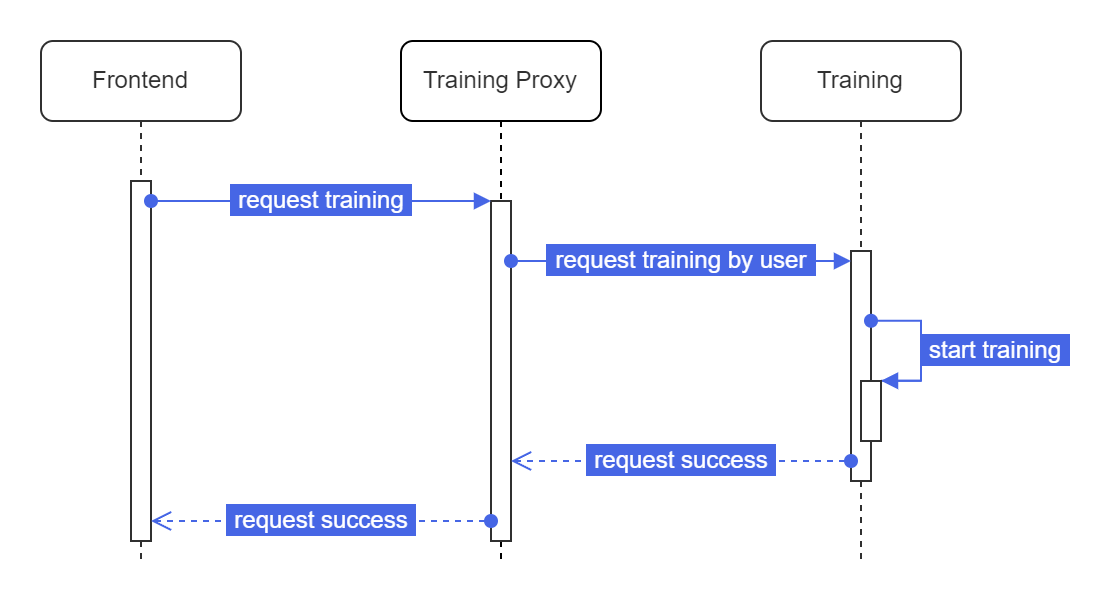 Frontend
Training Proxy
Training
request training
request training by user
start training
request success
request success